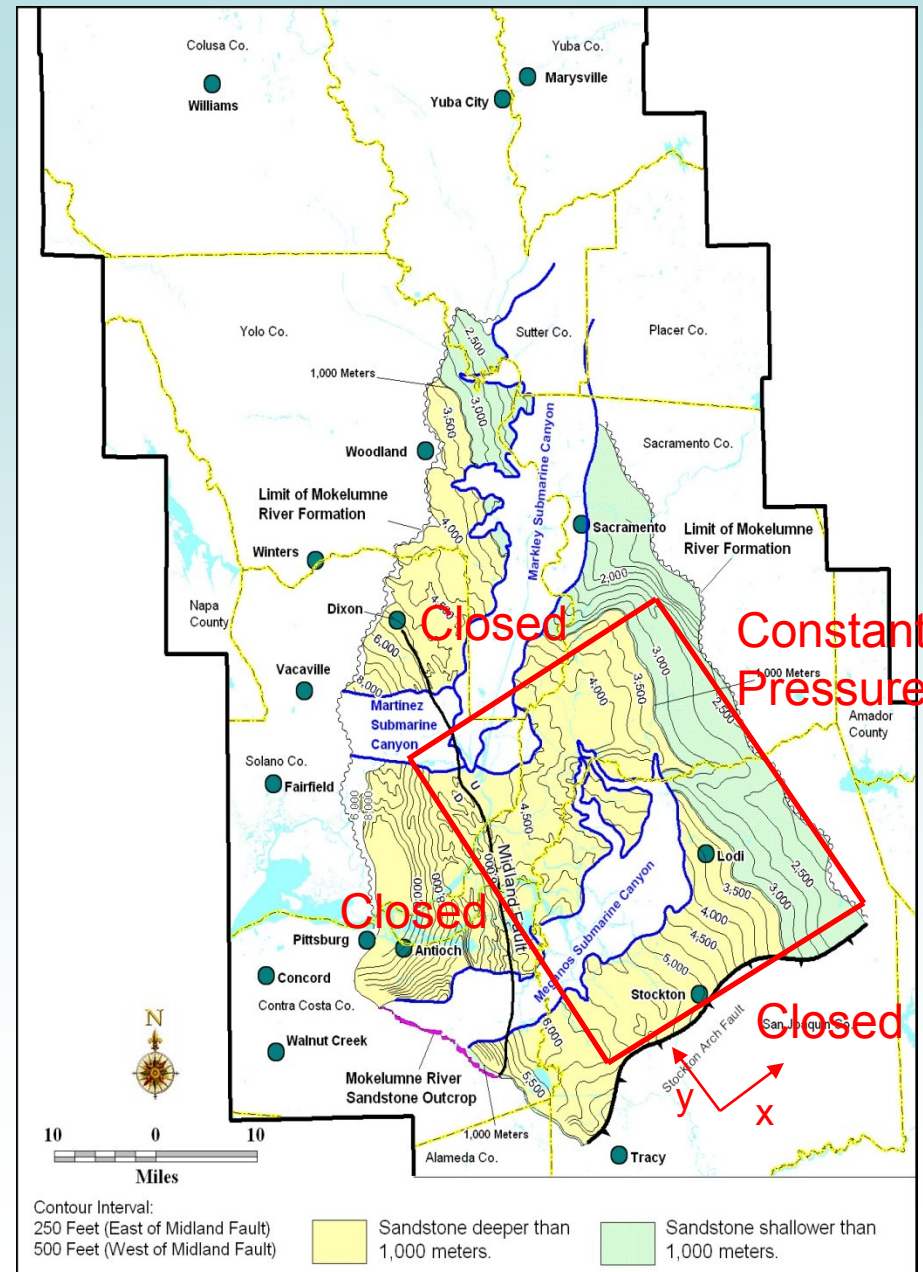 Colusa Co.
Yuba Co.
Williams
Marysville
Yuba City
Yolo Co.
Sutter Co.
Placer Co.
2,500
1,000 Meters
3,000
3,500
Woodland
Sacramento Co.
Limit of Mokelumne
River Formation
Markley Submarine Canyon
4,000
Sacramento
Limit of Mokelumne
River Formation
Winters
2,000
Napa
County
Dixon
4,500
Closed
Constant
Pressure
6,000
3,000
1,000 Meters
Vacaville
8,000
4,000
3,500
2,500
Martinez
Submarine
Canyon
Amador
County
Solano Co.
Fairfield
6,000
8,000
U
D
4,500
Midland Fault
Lodi
2,500
3,000
3,500
Closed
4,000
4,500
5,000
Pittsburg
Antioch
Meganos Submarine Canyon
Concord
Contra Costa Co.
Stockton
San Joaquin Co.
Closed
Stockton Arch Fault
6,000
N
Walnut Creek
Mokelumne River
Sandstone Outcrop
5,500
y
x
10 0 10
Miles
1,000 Meters
Alameda Co.
Tracy
Contour Interval:
250 Feet (East of Midland Fault)
500 Feet (West of Midland Fault)
Sandstone deeper than
1,000 meters.
Sandstone shallower than
1,000 meters.